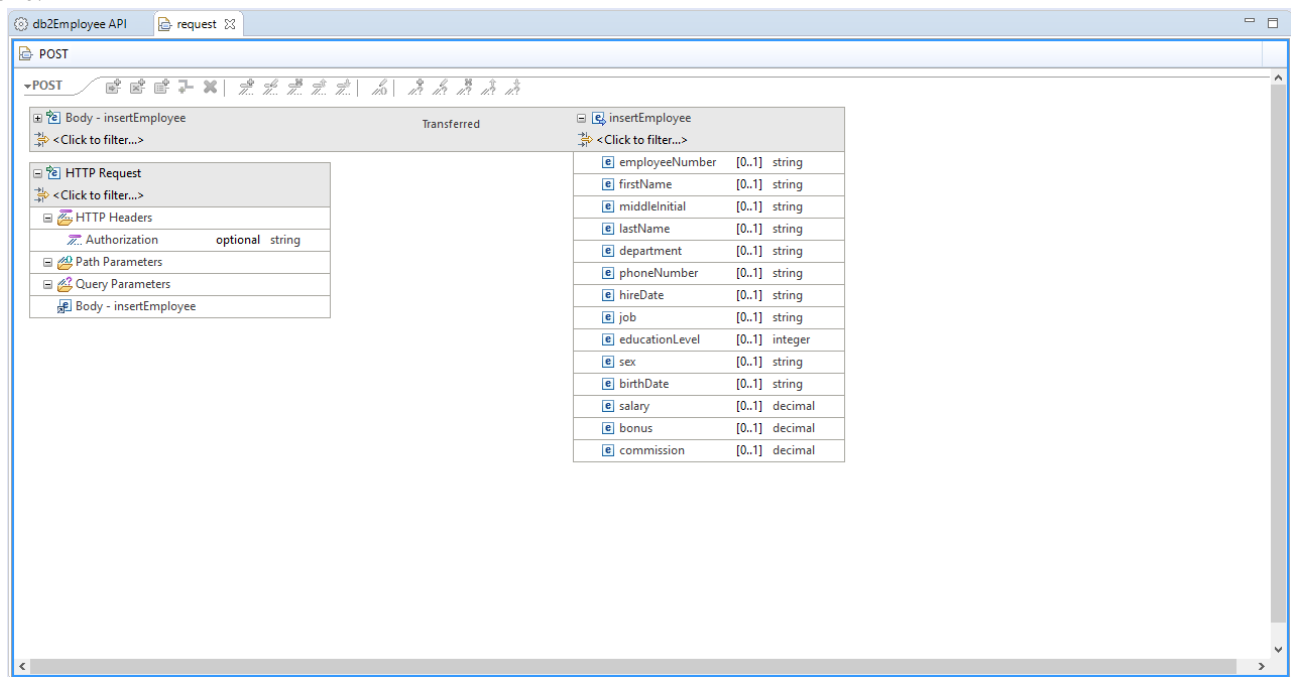 db2Employee API request
POST
POST
Body - insertEmployee Transferred insertEmployee
<Click to filter...> <Click to filter...>
HTTP Request
<Click to filter...>
HTTP Headers
Authorization optional string
Path Parameters
Query Parameters
Body - insertEmployee
employeeNumber [0..1] string
firstName [0..1] string
middleInitial [0..1] string
lastName [0..1] string
department [0..1] string
phoneNumber [0..1] string
hireDate [0..1] string
job [0..1] string
educationLevel [0..1] integer
sex [0..1] string
birthDate [0..1] string
salary [0..1] decimal
bonus [0..1] decimal
commission [0..1] decimal